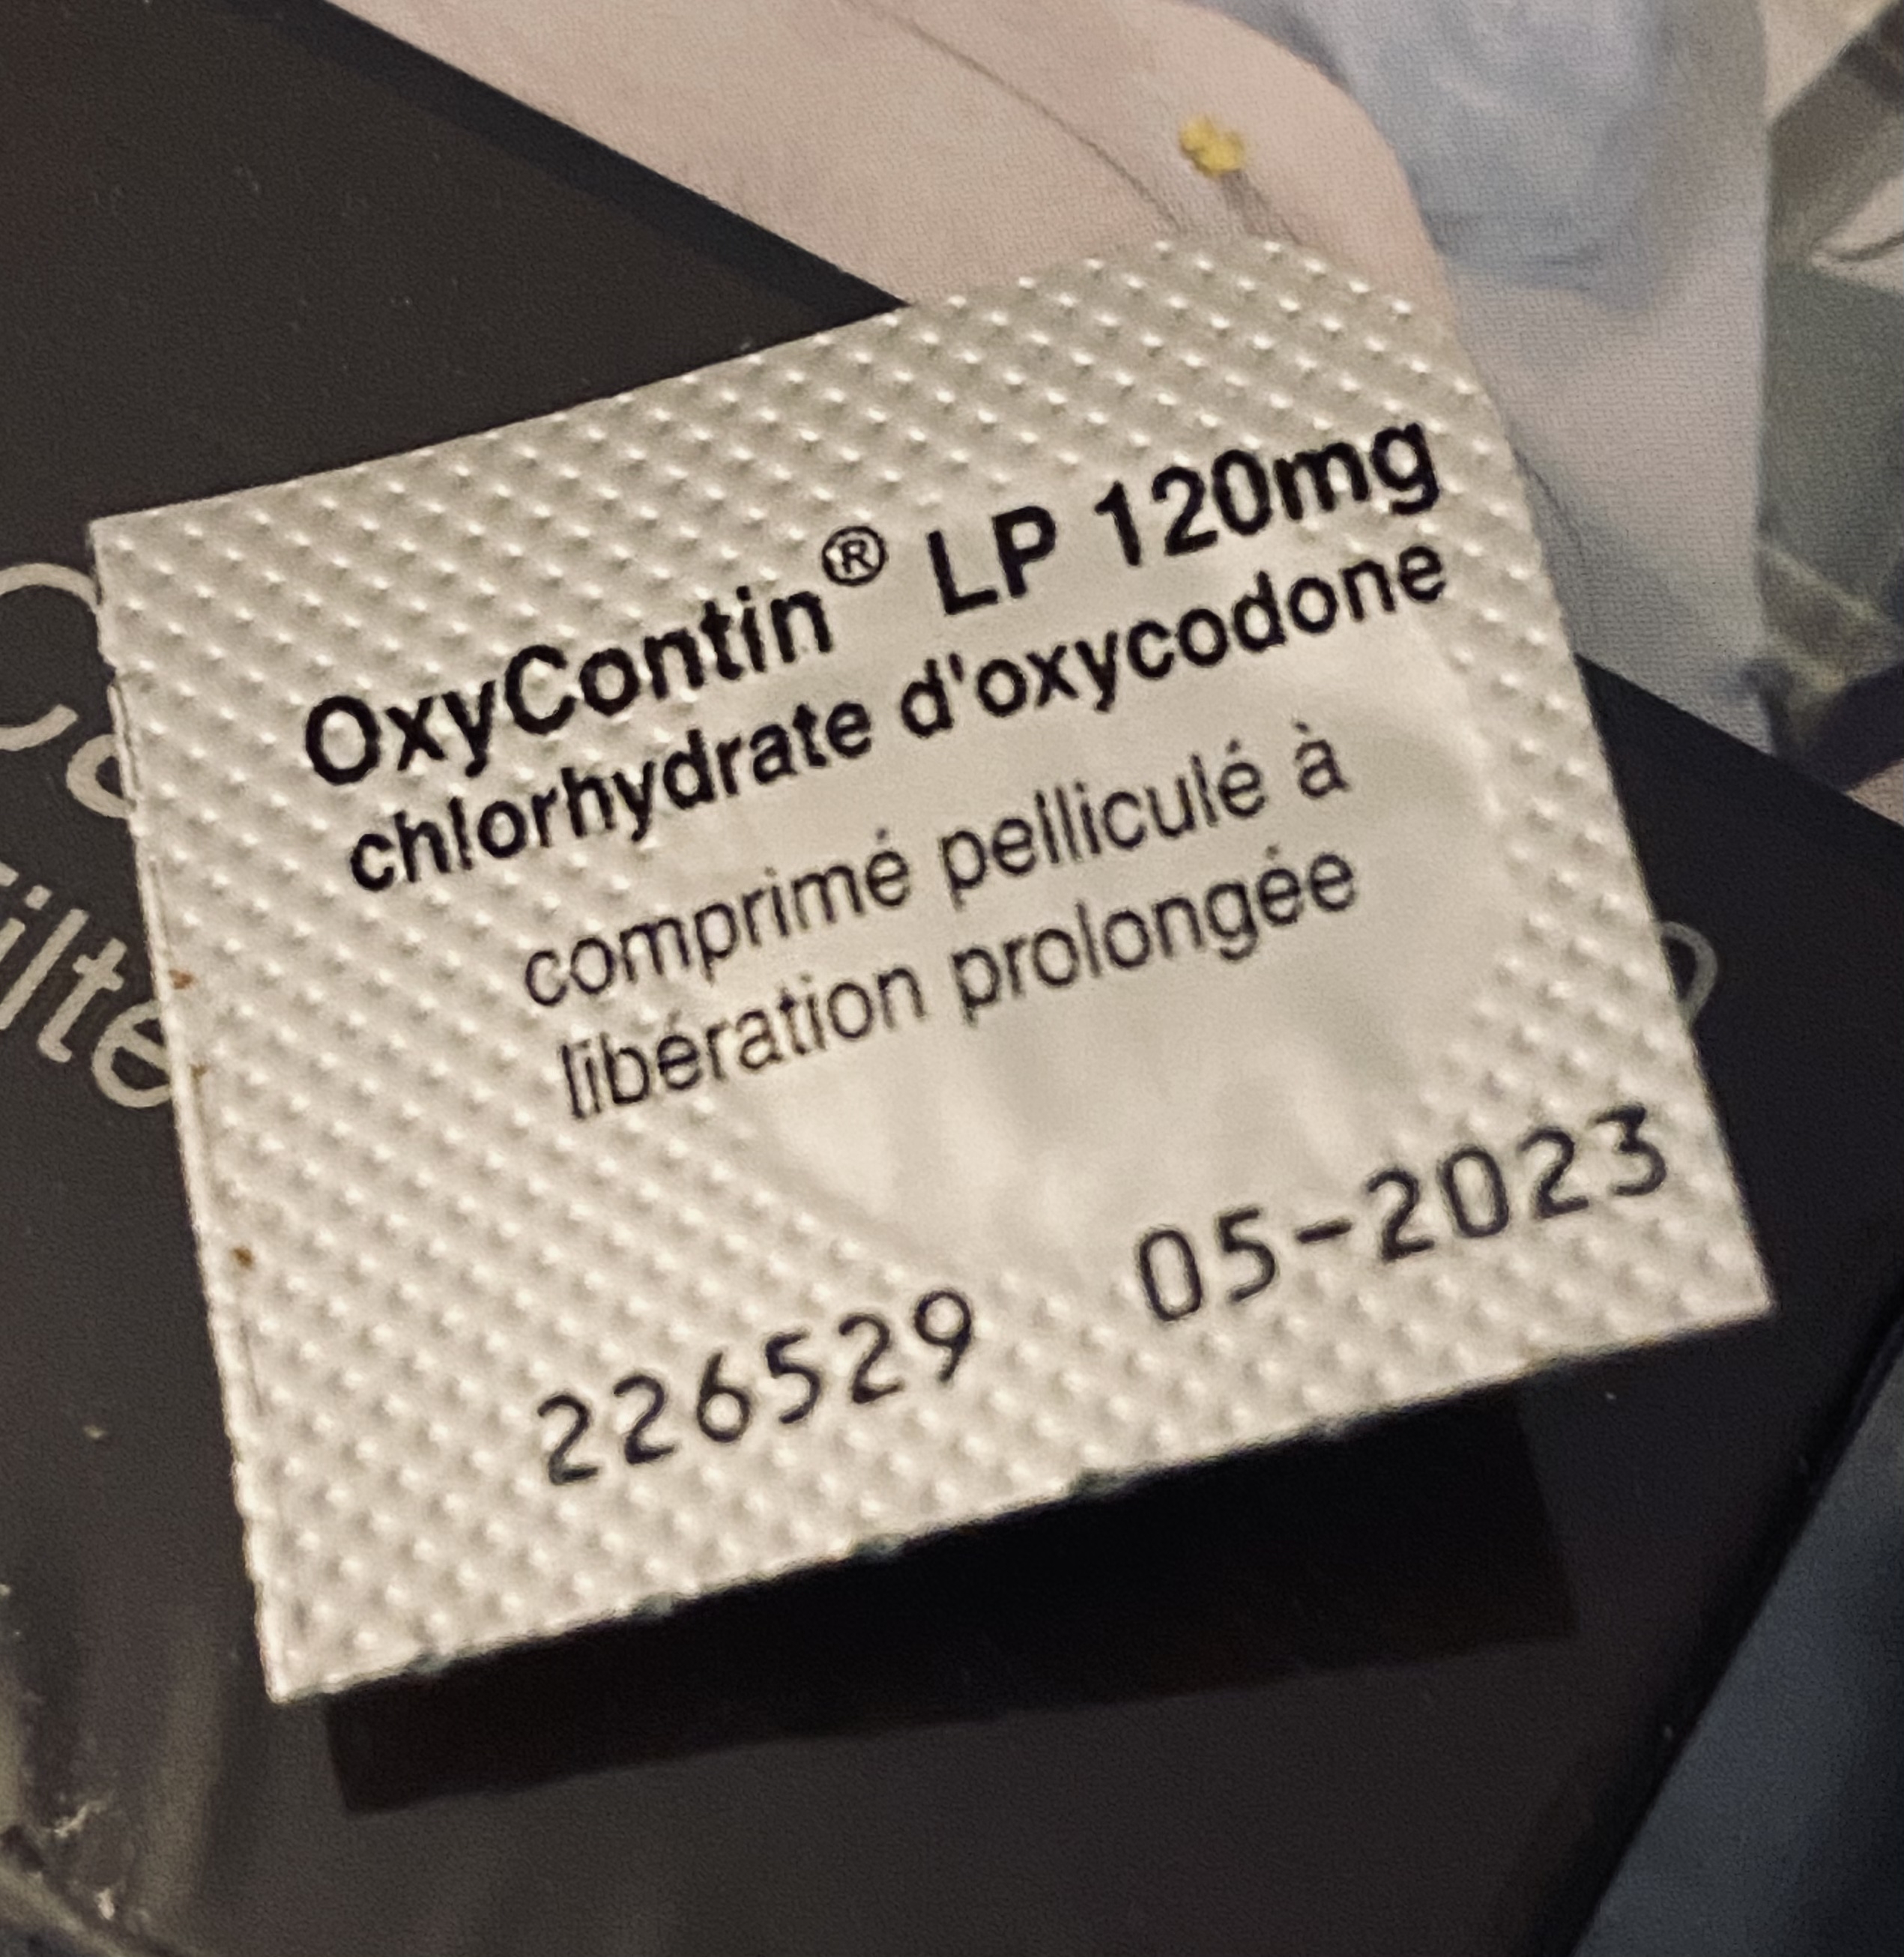 OxyContin® LP 120mg
chlorhydrate d'oxycodone
comprimé pelliculé à
libération prolongée
226529 05-2023